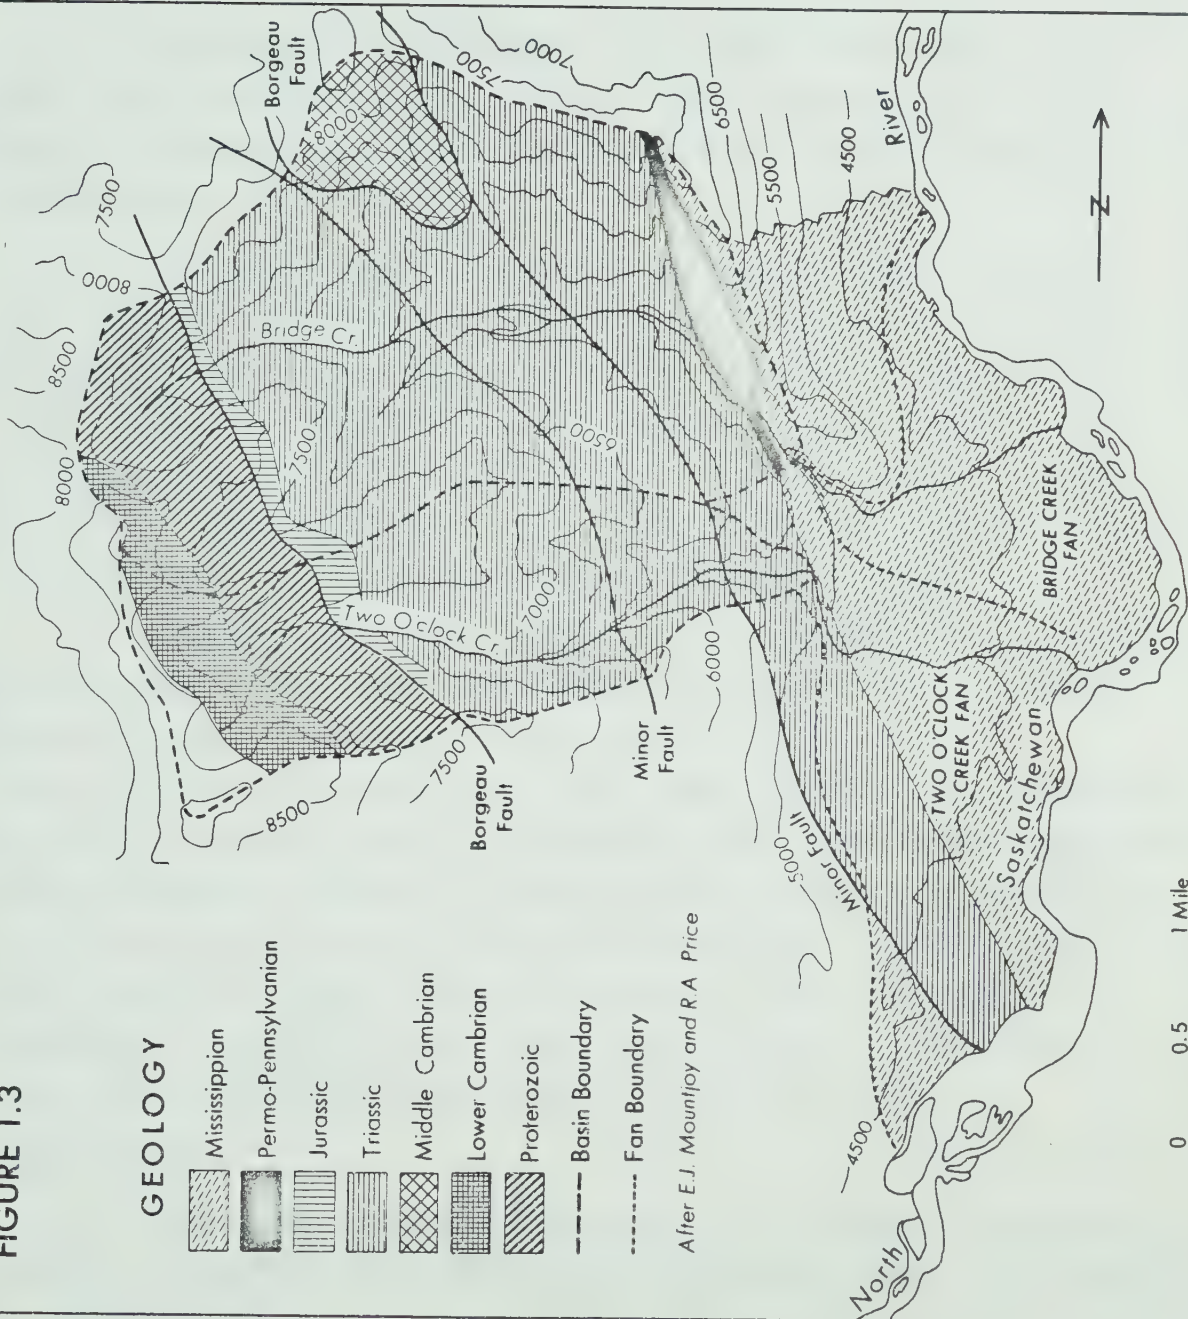 FIGURE 1.3
GEOLOGY
Mississippian
Permo-Pennsylvanian
Jurassic
Triassic
Middle Cambrian
Lower Cambrian
Proterozoic
Basin Boundary
Fan Boundary
After E.J. Mountjoy and R.A. Price
Borgeau
Fault
7500
7000
8000
7500
8000
8500
8000
Bridge Cr.
7500
6500
6500
5500
4500
River
N
Two O'clock Cr.
7000
6000
Minor
Fault
7500
Borgeau
Fault
8500
5000
Minor Fault
BRIDGE CREEK
FAN
TWO O'CLOCK
CREEK FAN
Saskatchewan
4500
North
0 0.5 1 Mile